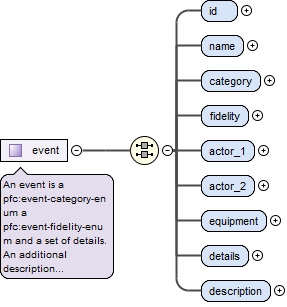 id
name
category
fidelity
event
actor_1
An event is a
pfc:event-category-en
um a
pfc:event-fidelity-enu
m and a set of details.
An additional
description...
actor_2
equipment
details
description